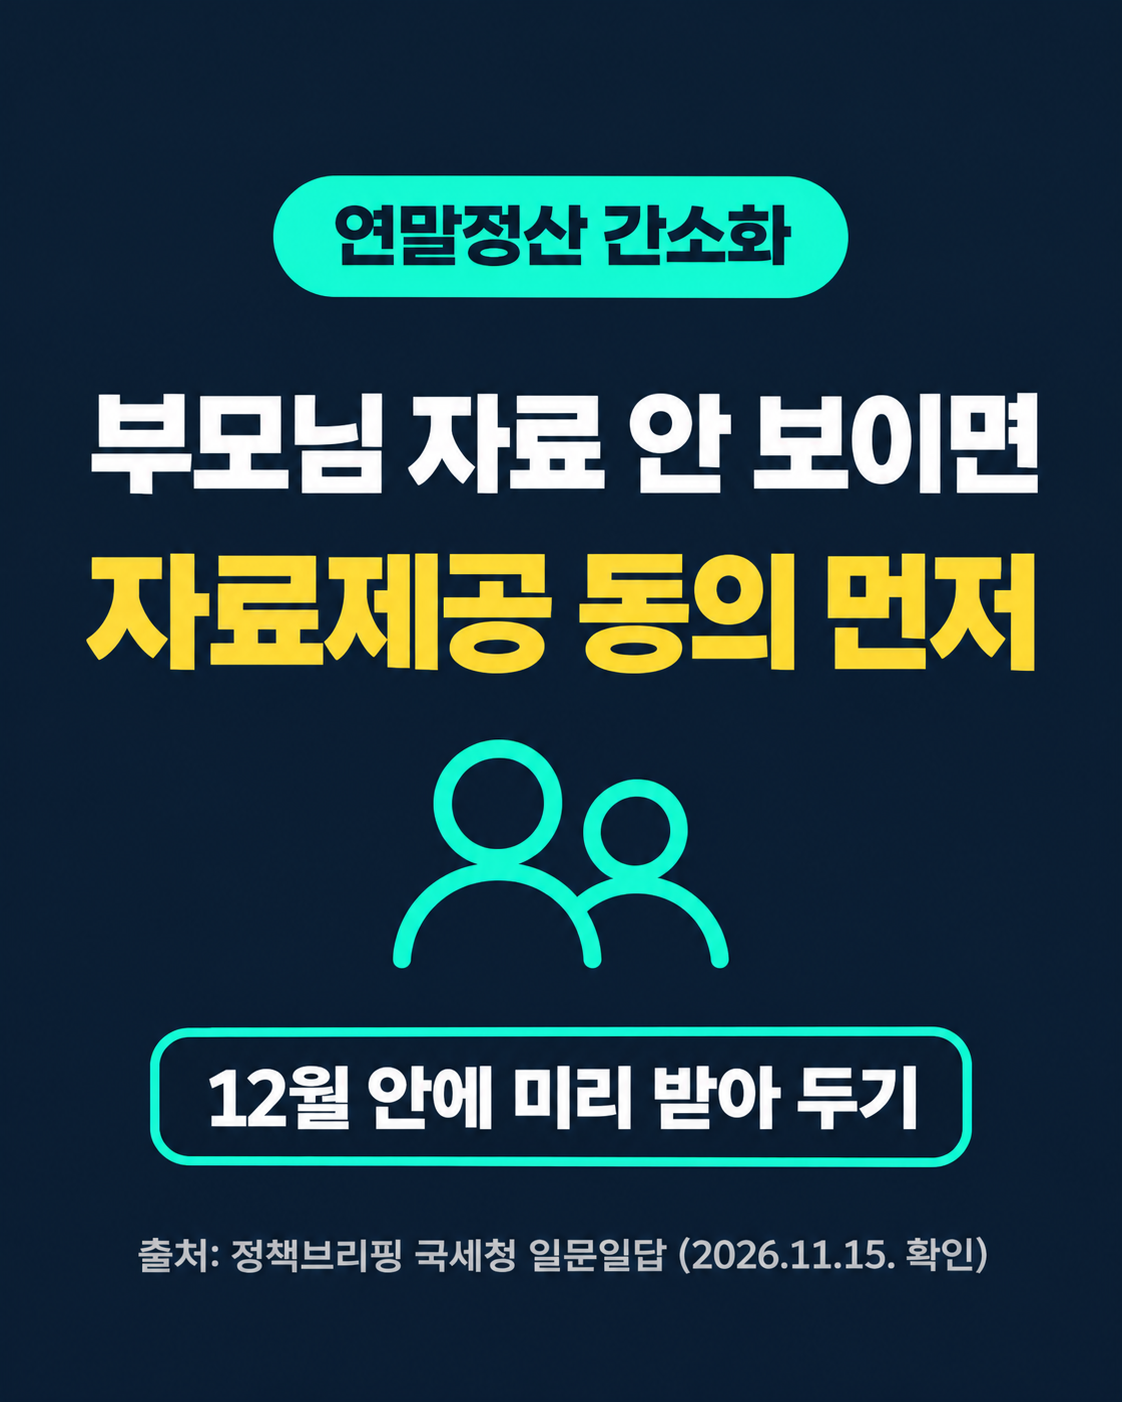 연말정산 간소화
부모님 자료 안 보이면
자료제공 동의 먼저
12월 안에 미리 받아 두기
출처: 정책브리핑 국세청 일문일답 (2026.11.15. 확인)